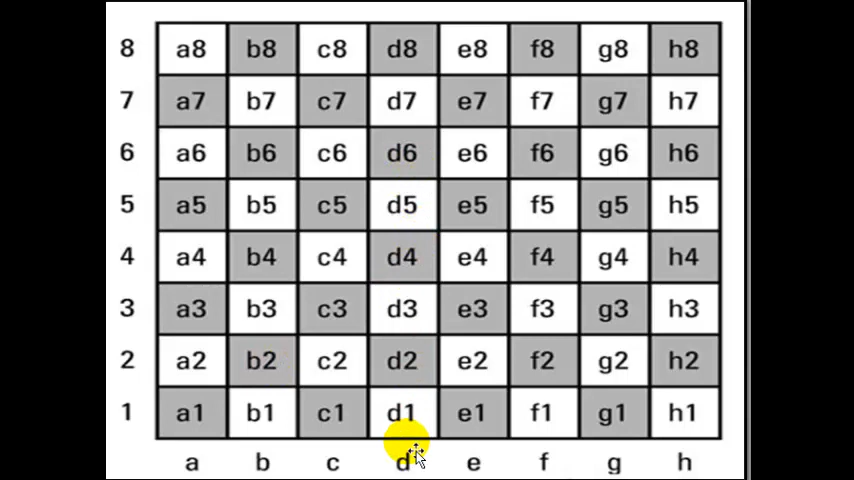 8 a8 b8 c8 d8 e8 f8 g8 h8
7 a7 b7 c7 d7 e7 f7 g7 h7
6 a6 b6 c6 d6 e6 f6 g6 h6
5 a5 b5 c5 d5 e5 f5 g5 h5
4 a4 b4 c4 d4 e4 f4 g4 h4
3 a3 b3 c3 d3 e3 f3 g3 h3
2 a2 b2 c2 d2 e2 f2 g2 h2
1 a1 b1 c1 d1 e1 f1 g1 h1
a b c d e f g h